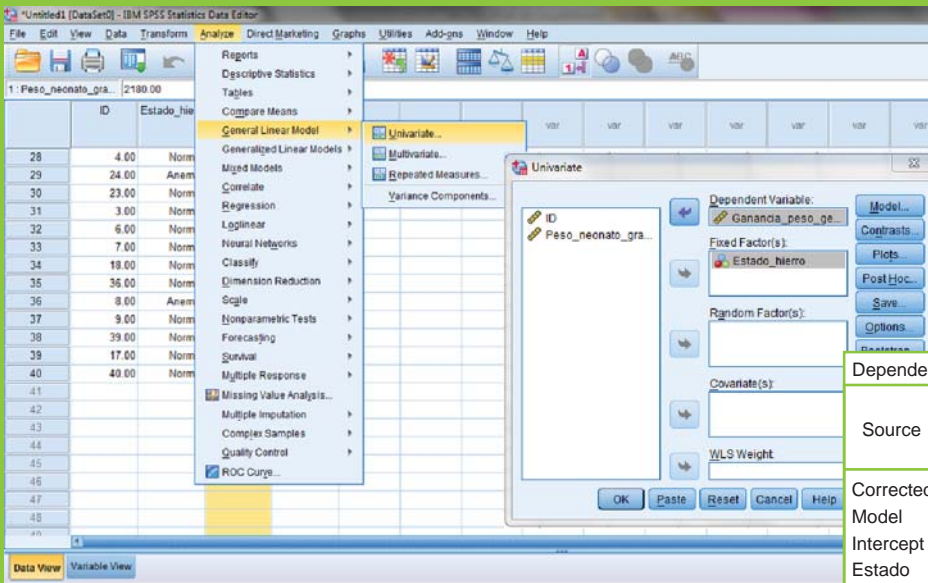 *Untitled1 [DataSet0] - IBM SPSS Statistics Data Editor
File Edit View Data Transform Analyze Direct Marketing Graphs Utilities Add-ons Window Help
1 : Peso_neonato_gra... 2180.00
ID Estado_hie
var var var var var var var
28 4.00 Norm
29 24.00 Anem
30 23.00 Norm
31 3.00 Norm
32 6.00 Norm
33 7.00 Norm
34 18.00 Norm
35 36.00 Norm
36 8.00 Anem
37 9.00 Norm
38 39.00 Norm
39 17.00 Norm
40 40.00 Norm
41
42
43
44
45
46
47
48
Data View Variable View
Reports
Descriptive Statistics
Tables
Compare Means
General Linear Model
Generalized Linear Models
Mixed Models
Correlate
Regression
Loglinear
Neural Networks
Classify
Dimension Reduction
Scale
Nonparametric Tests
Forecasting
Survival
Multiple Response
Missing Value Analysis...
Multiple Imputation
Complex Samples
Quality Control
ROC Curve...
Univariate...
Multivariate...
Repeated Measures...
Variance Components...
Univariate
ID
Peso_neonato_gra...
Dependent Variable:
Ganancia_peso_ge...
Fixed Factor(s):
Estado_hierro
Random Factor(s):
Covariate(s):
WLS Weight:
Model...
Contrasts...
Plots...
Post Hoc...
Save...
Options...
OK Paste Reset Cancel Help
Depende
Source
Corrected
Model
Intercept
Estado